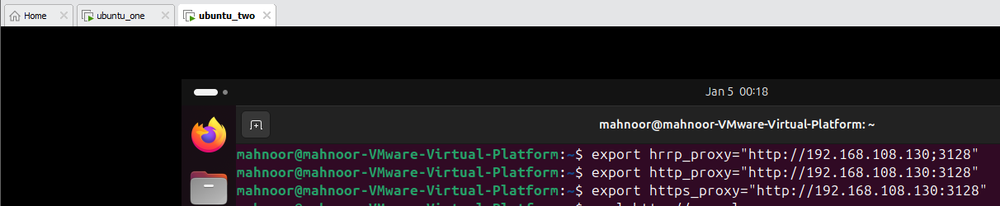 Home
ubuntu_one
ubuntu_two
Jan 5 00:18
mahnoor@mahnoor-VMware-Virtual-Platform: ~
mahnoor@mahnoor-VMware-Virtual-Platform:~$ export hrrp_proxy="http://192.168.108.130;3128"
mahnoor@mahnoor-VMware-Virtual-Platform:~$ export http_proxy="http://192.168.108.130:3128"
mahnoor@mahnoor-VMware-Virtual-Platform:~$ export https_proxy="http://192.168.108.130:3128"